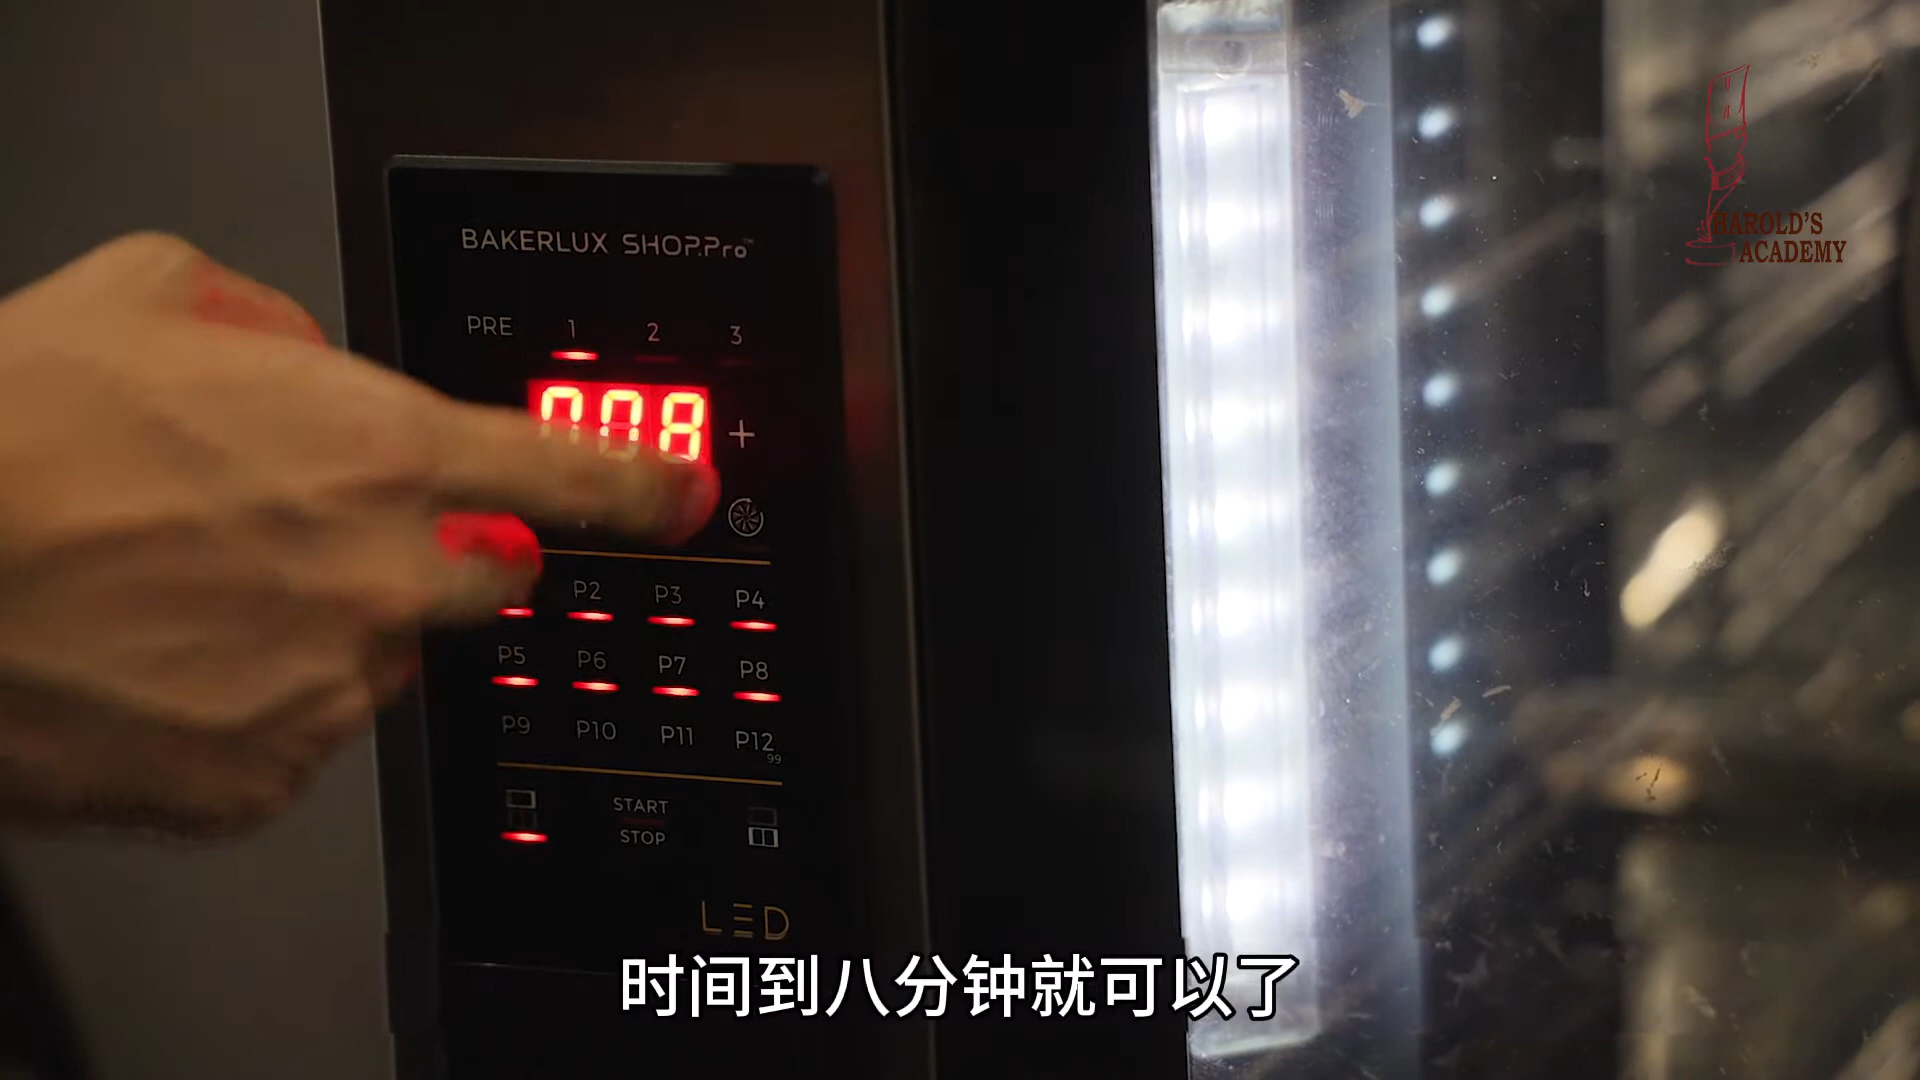 HAROLD'S
ACADEMY
BAKERLUX SHOP.Pro™
PRE 1 2 3
008
+
P2 P3 P4
P5 P6 P7 P8
P9 P10 P11 P12
99
START
STOP
LED
时间到八分钟就可以了